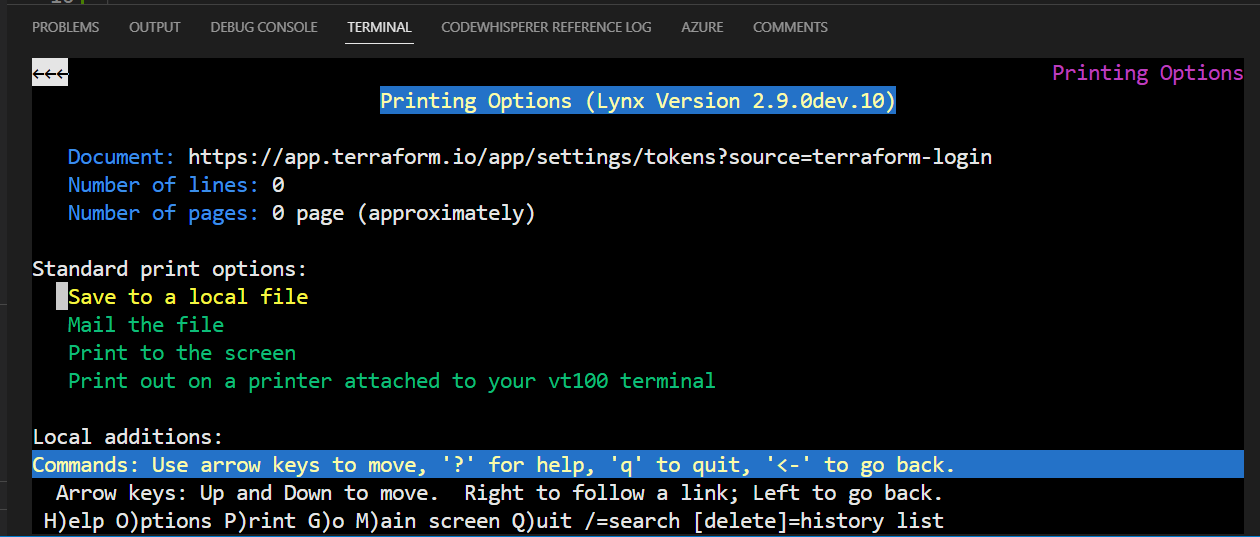 PROBLEMS OUTPUT DEBUG CONSOLE TERMINAL CODEWHISPERER REFERENCE LOG AZURE COMMENTS
←←← Printing Options
Printing Options (Lynx Version 2.9.0dev.10)
Document: https://app.terraform.io/app/settings/tokens?source=terraform-login
Number of lines: 0
Number of pages: 0 page (approximately)
Standard print options:
Save to a local file
Mail the file
Print to the screen
Print out on a printer attached to your vt100 terminal
Local additions:
Commands: Use arrow keys to move, '?' for help, 'q' to quit, '<-' to go back.
Arrow keys: Up and Down to move.  Right to follow a link; Left to go back.
H)elp O)ptions P)rint G)o M)ain screen Q)uit /=search [delete]=history list